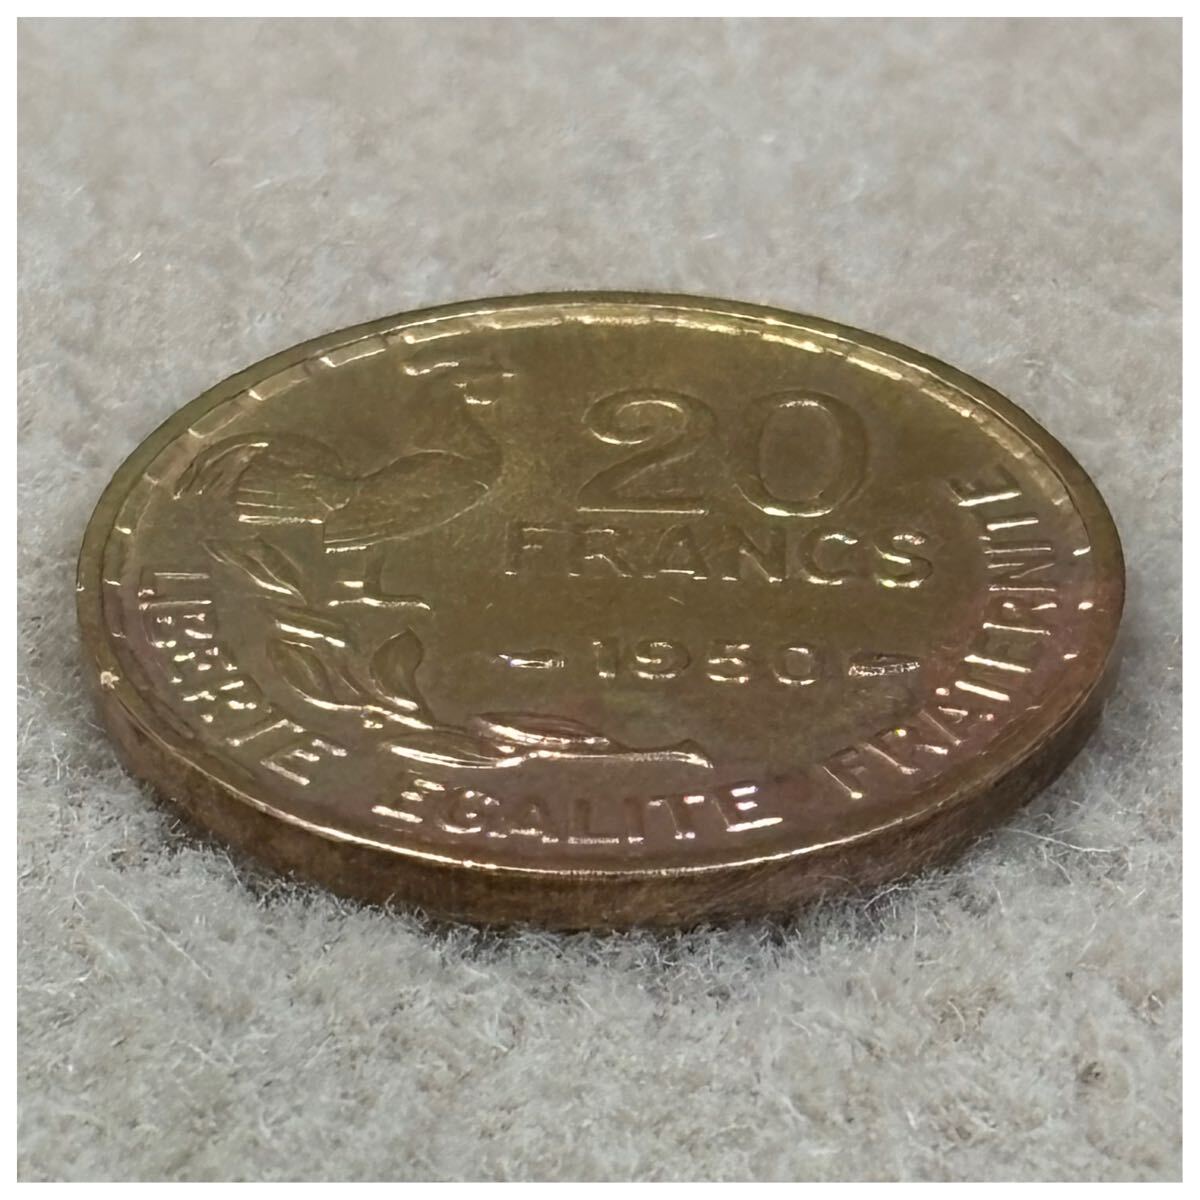 20
FRANCS
1950
LIBERTE EGALITE FRATERNITE